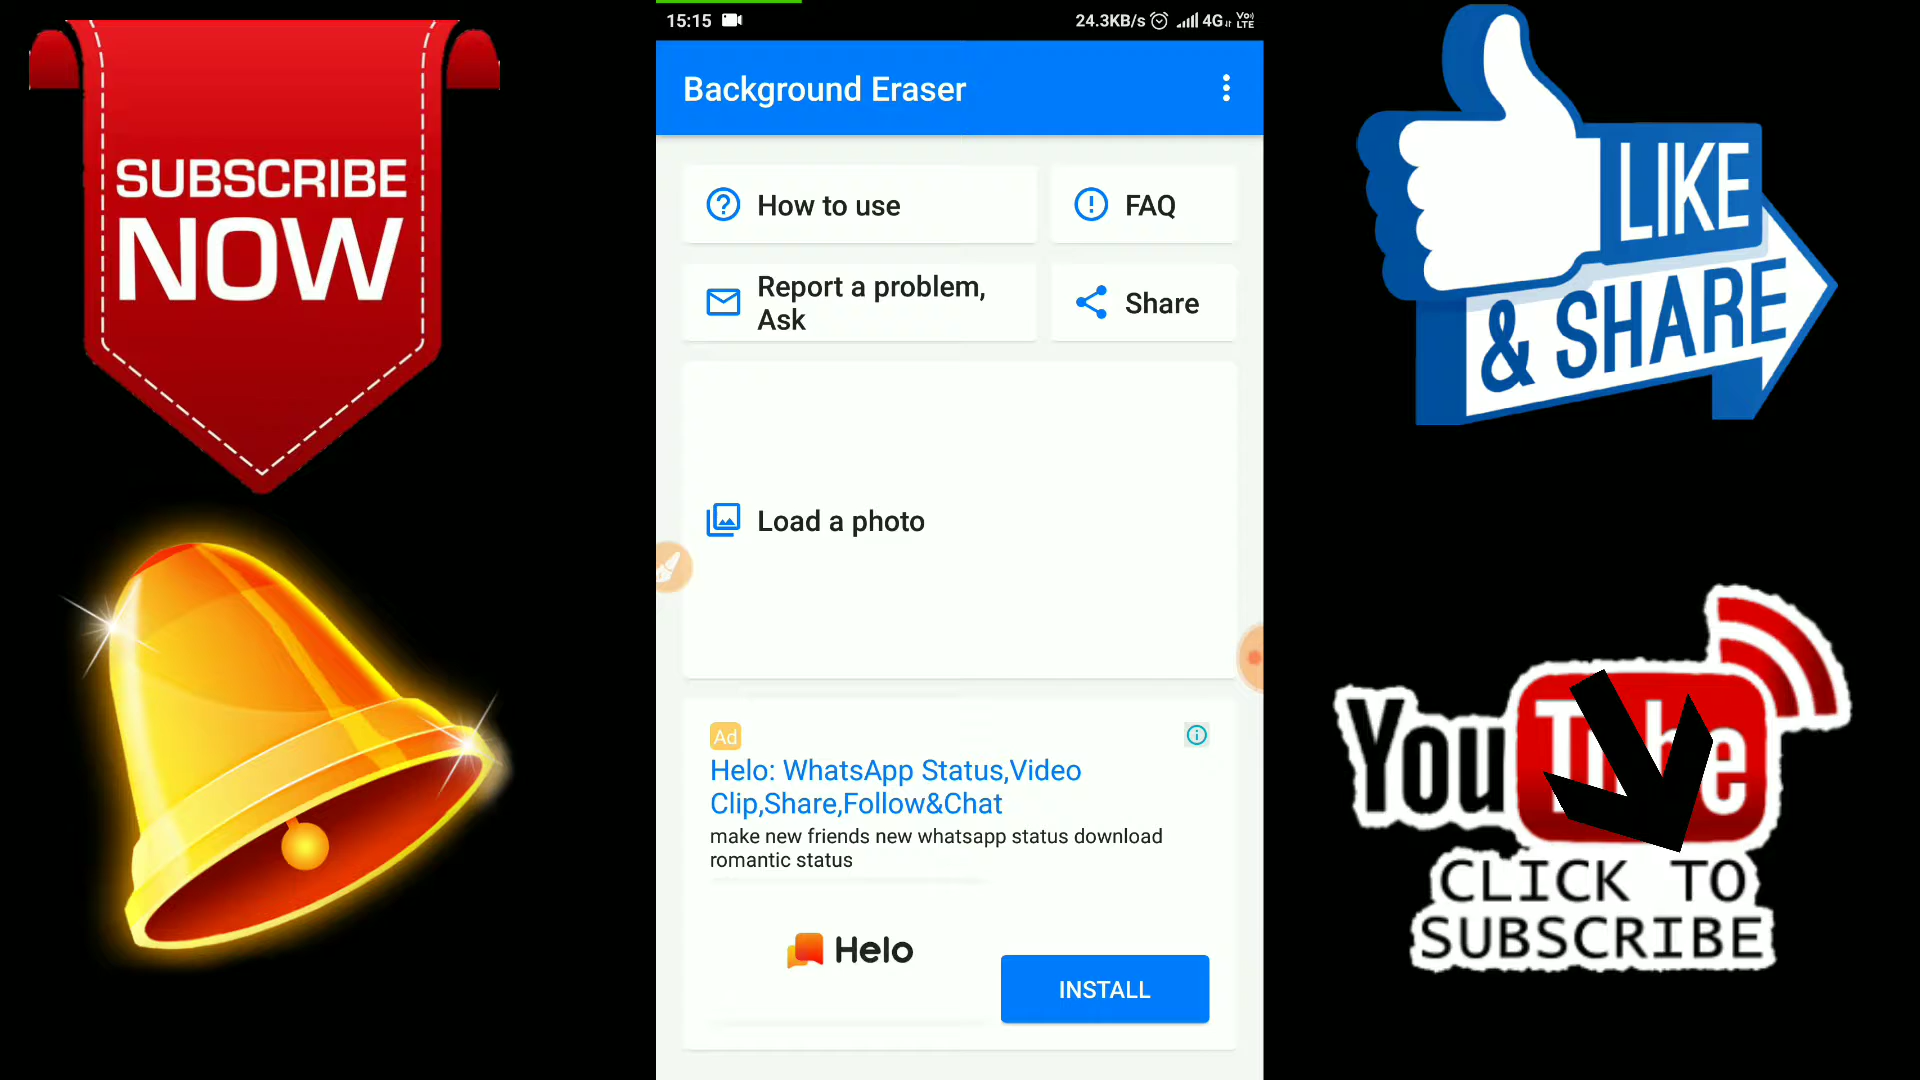 SUBSCRIBE
NOW
15:15
24.3KB/s 4G VoLTE
Background Eraser
How to use
FAQ
Report a problem,
Ask
Share
Load a photo
Ad
Helo: WhatsApp Status,Video
Clip,Share,Follow&Chat
make new friends new whatsapp status download
romantic status
Helo
INSTALL
LIKE
& SHARE
YouTube
CLICK TO
SUBSCRIBE